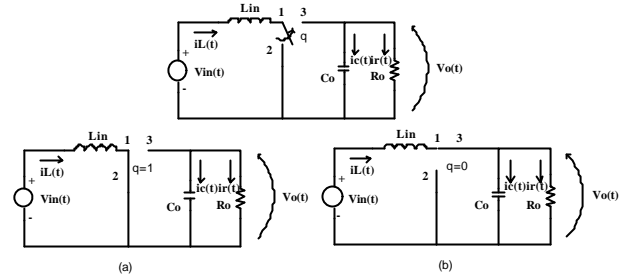 Lin
1 3
iL(t)
q
2
+
Vin(t)
-
ic(t) ir(t)
Co
Ro
Vo(t)
Lin
1 3
iL(t)
q=1
2
+
Vin(t)
-
ic(t) ir(t)
Co
Ro
Vo(t)
(a)
Lin
1 3
iL(t)
q=0
2
+
Vin(t)
-
ic(t) ir(t)
Co
Ro
Vo(t)
(b)